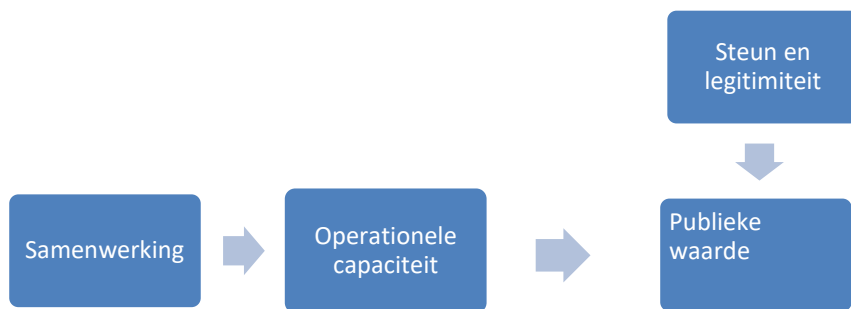 Steun en
legitimiteit
Samenwerking
Operationele
capaciteit
Publieke
waarde